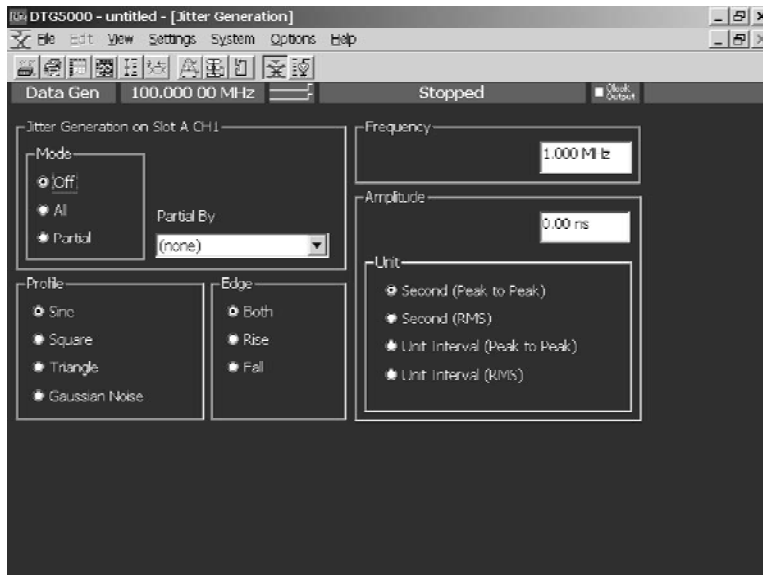 DTG5000 - untitled - [Jitter Generation]
File Edit View Settings System Options Help
Data Gen 100.000 00 MHz Stopped Clock Output
Jitter Generation on Slot A CH1
Mode
Off
All
Partial
Partial By
(none)
Profile
Sine
Square
Triangle
Gaussian Noise
Edge
Both
Rise
Fall
Frequency
1.000 MHz
Amplitude
0.00 ns
Unit
Second (Peak to Peak)
Second (RMS)
Unit Interval (Peak to Peak)
Unit Interval (RMS)